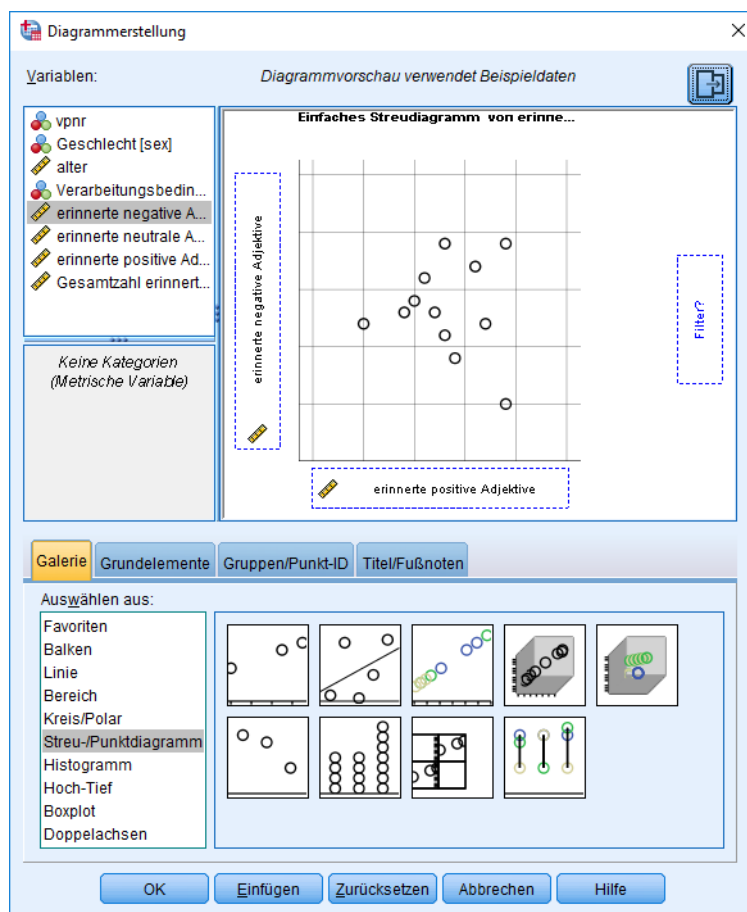 Diagrammerstellung
Variablen:
Diagrammvorschau verwendet Beispieldaten
vpnr
Geschlecht [sex]
alter
Verarbeitungsbedin...
erinnerte negative A...
erinnerte neutrale A...
erinnerte positive Ad...
Gesamtzahl erinnert...
Keine Kategorien
(Metrische Variable)
Einfaches Streudiagramm von erinne...
erinnerte negative Adjektive
Filter?
erinnerte positive Adjektive
Galerie
Grundelemente
Gruppen/Punkt-ID
Titel/Fußnoten
Auswählen aus:
Favoriten
Balken
Linie
Bereich
Kreis/Polar
Streu-/Punktdiagramm
Histogramm
Hoch-Tief
Boxplot
Doppelachsen
OK
Einfügen
Zurücksetzen
Abbrechen
Hilfe